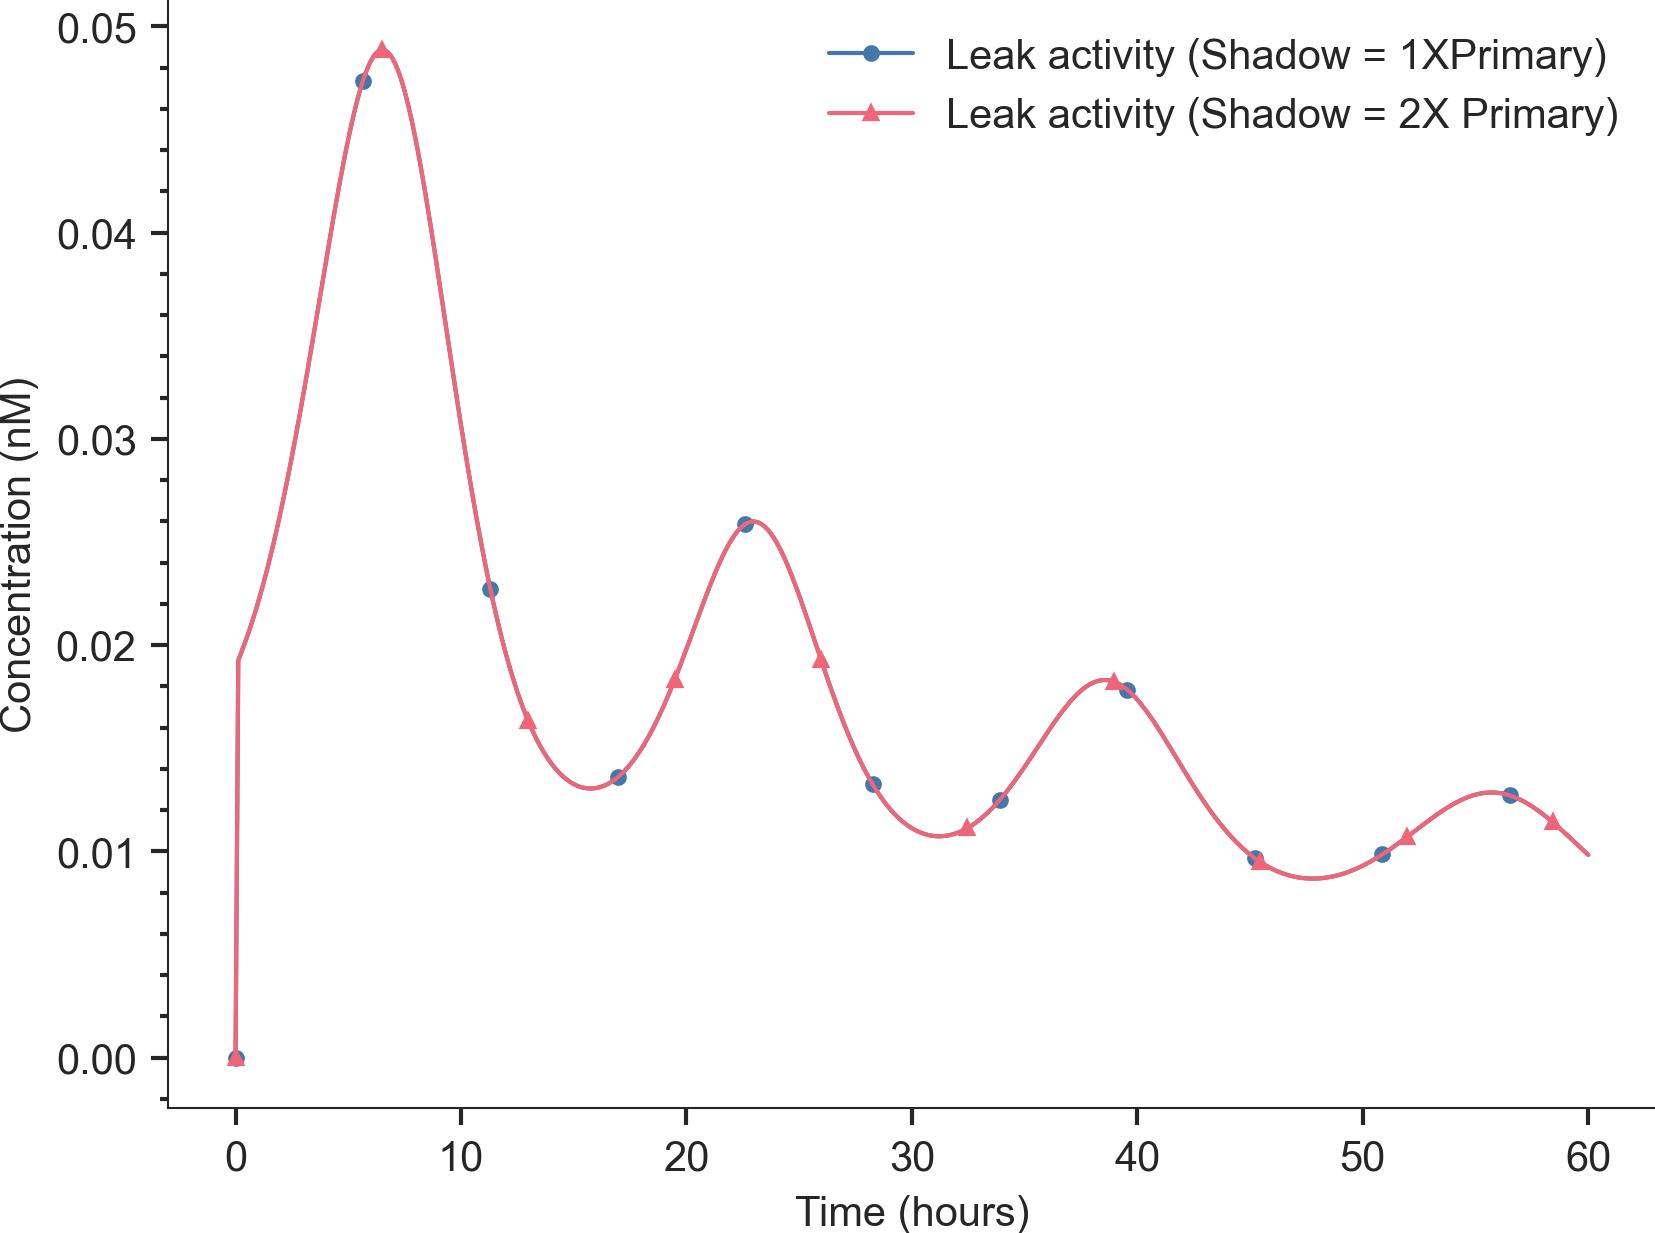 0.05
0.04
0.03
0.02
0.01
0.00
Concentration (nM)
Leak activity (Shadow = 1XPrimary)
Leak activity (Shadow = 2X Primary)
0 10 20 30 40 50 60
Time (hours)